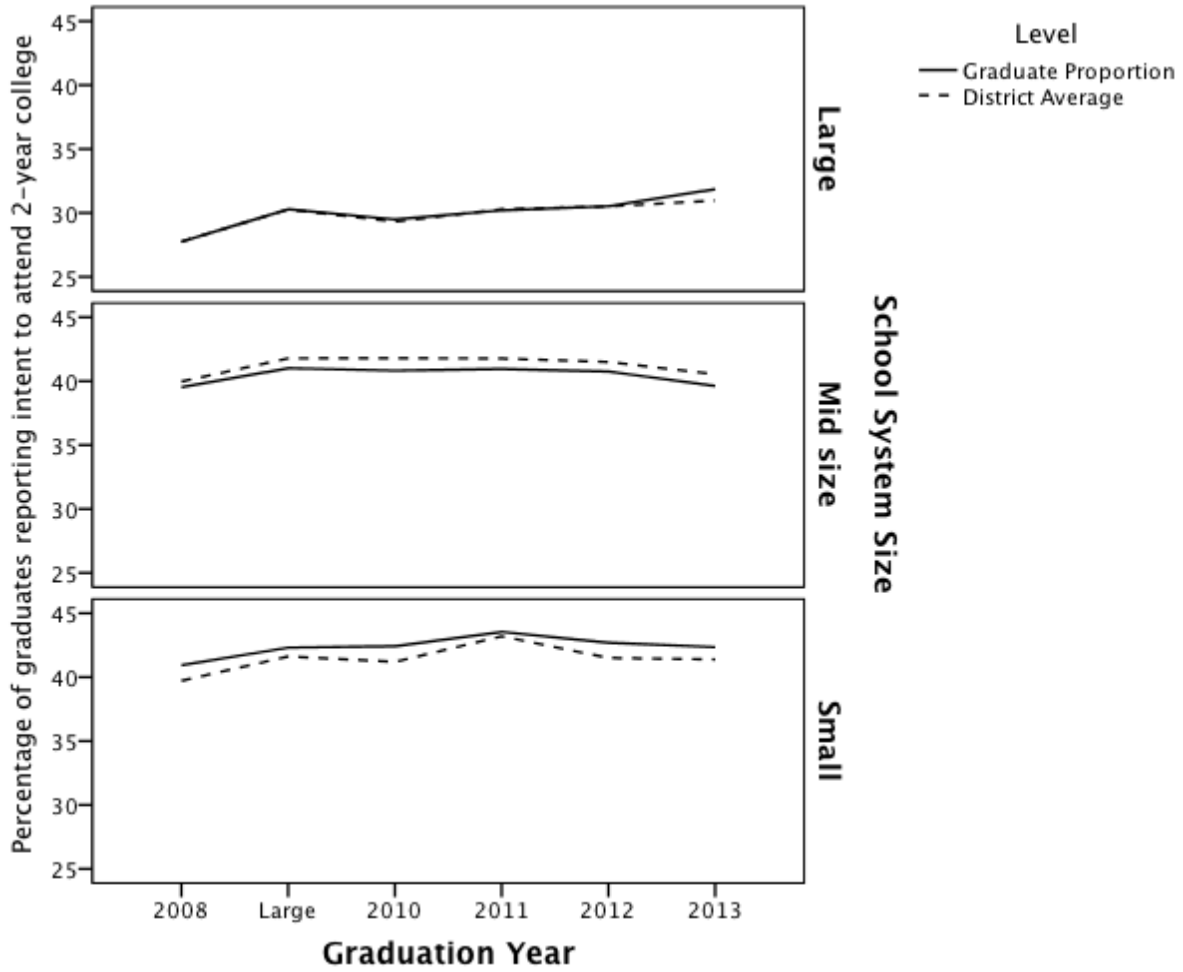 Percentage of graduates reporting intent to attend 2-year college
45
40
35
30
25
Large
45
40
35
30
25
Mid size
45
40
35
30
25
Small
School System Size
2008
Large
2010
2011
2012
2013
Graduation Year
Level
Graduate Proportion
District Average